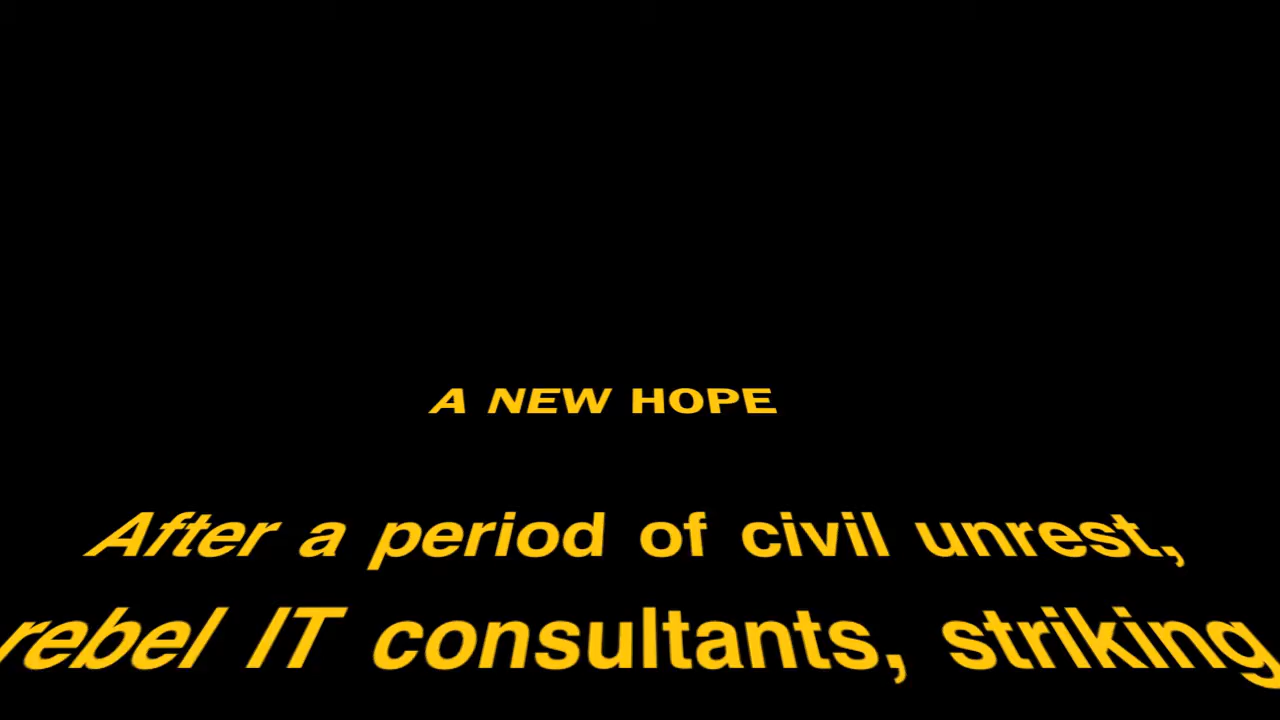 A NEW HOPE
After a period of civil unrest,
rebel IT consultants, striking